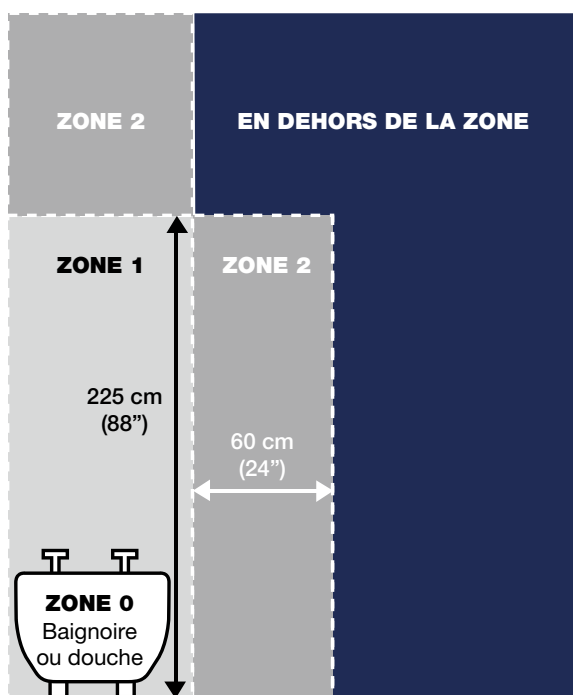 ZONE 2
EN DEHORS DE LA ZONE
ZONE 1
ZONE 2
225 cm
(88”)
60 cm
(24”)
ZONE 0
Baignoire
ou douche